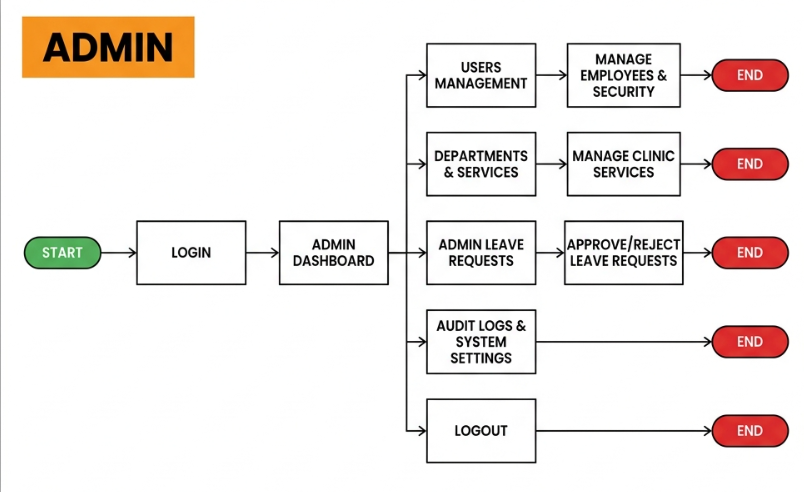 ADMIN
USERS
MANAGEMENT
MANAGE
EMPLOYEES &
SECURITY
END
DEPARTMENTS
& SERVICES
MANAGE CLINIC
SERVICES
END
START
LOGIN
ADMIN
DASHBOARD
ADMIN LEAVE
REQUESTS
APPROVE/REJECT
LEAVE REQUESTS
END
AUDIT LOGS &
SYSTEM
SETTINGS
END
LOGOUT
END